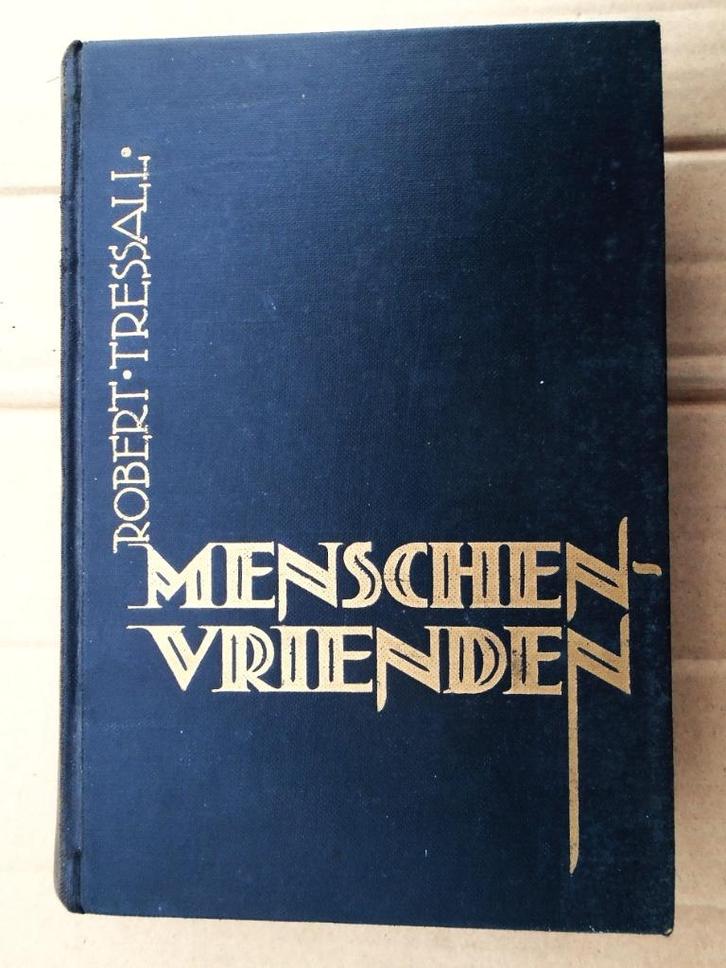 ROBERT • TRESSALL •
MENSCHEN-
VRIENDEN